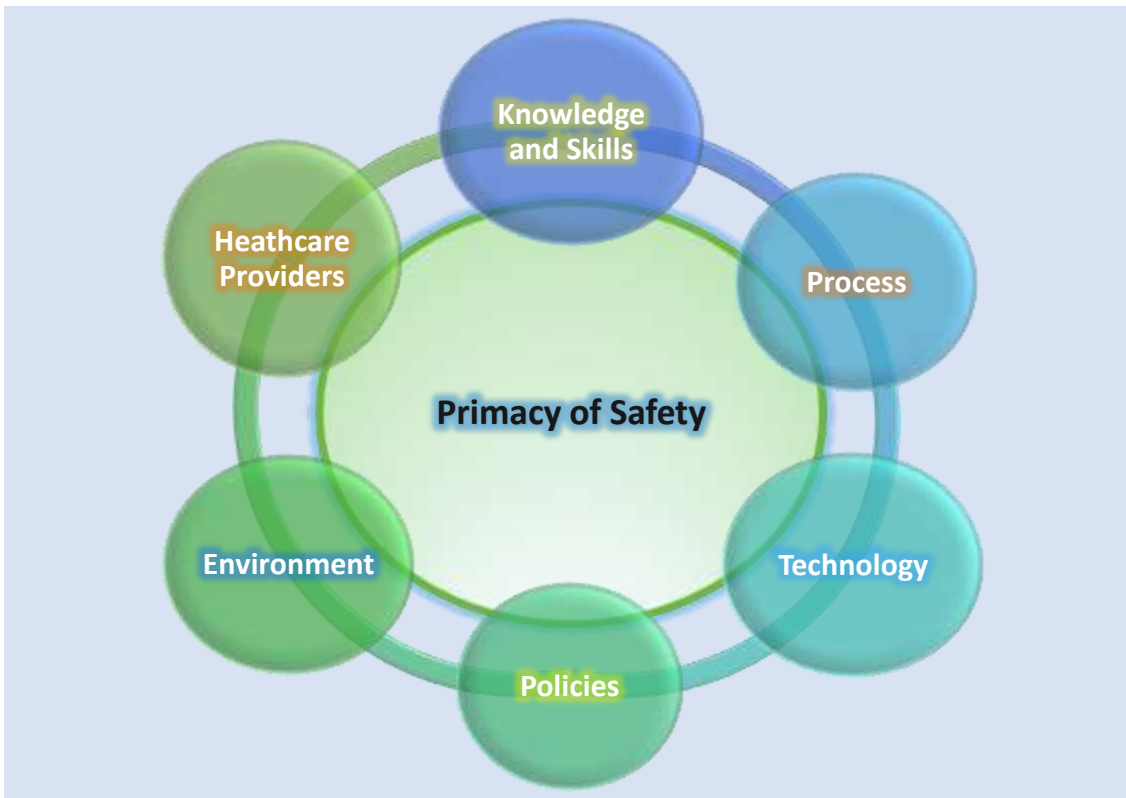 Knowledge
and Skills
Heathcare
Providers
Process
Primacy of Safety
Environment
Technology
Policies